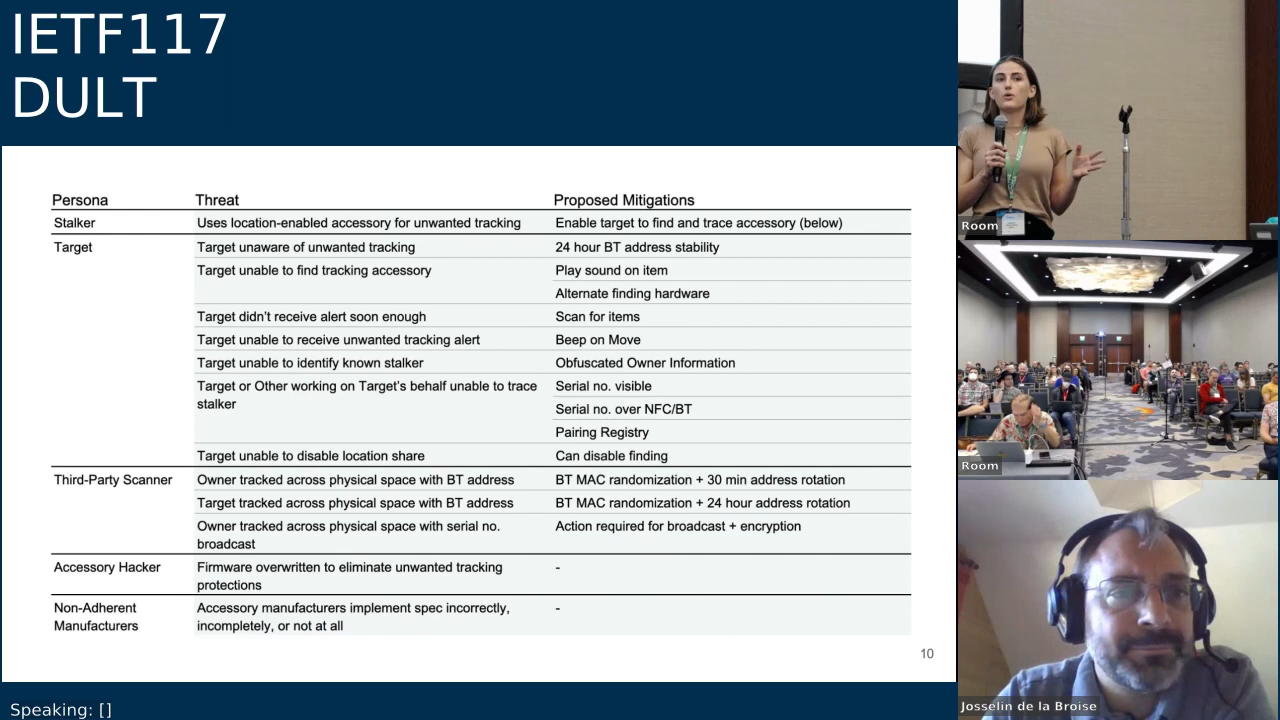 IETF117
DULT
Persona Threat Proposed Mitigations
Stalker Uses location-enabled accessory for unwanted tracking Enable target to find and trace accessory (below)
Target Target unaware of unwanted tracking 24 hour BT address stability
Target unable to find tracking accessory Play sound on item
Alternate finding hardware
Target didn't receive alert soon enough Scan for items
Target unable to receive unwanted tracking alert Beep on Move
Target unable to identify known stalker Obfuscated Owner Information
Target or Other working on Target's behalf unable to trace Serial no. visible
stalker
Serial no. over NFC/BT
Pairing Registry
Target unable to disable location share Can disable finding
Third-Party Scanner Owner tracked across physical space with BT address BT MAC randomization + 30 min address rotation
Target tracked across physical space with BT address BT MAC randomization + 24 hour address rotation
Owner tracked across physical space with serial no. Action required for broadcast + encryption
broadcast
Accessory Hacker Firmware overwritten to eliminate unwanted tracking -
protections
Non-Adherent Accessory manufacturers implement spec incorrectly, -
Manufacturers incompletely, or not at all
10
Speaking: []
Room
Room
Josselin de la Broise